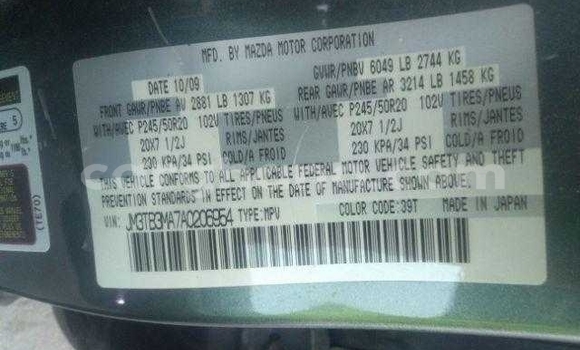 MFD. BY MAZDA MOTOR CORPORATION
DATE 10/09
GVWR/PNBV 6049 LB 2744 KG
FRONT GAWR/PNBE AV 2881 LB 1307 KG
REAR GAWR/PNBE AR 3214 LB 1458 KG
WITH/AVEC P245/50R20 102V TIRES/PNEUS
WITH/AVEC P245/50R20 102V TIRES/PNEUS
20X7 1/2J RIMS/JANTES
20X7 1/2J RIMS/JANTES
230 KPA/34 PSI COLD/A FROID
230 KPA/34 PSI COLD/A FROID
THIS VEHICLE CONFORMS TO ALL APPLICABLE FEDERAL MOTOR VEHICLE SAFETY AND THEFT
PREVENTION STANDARDS IN EFFECT ON THE DATE OF MANUFACTURE SHOWN ABOVE.
VIN: JM3TB3MA7A0206954 TYPE: MPV COLOR CODE: 39T MADE IN JAPAN
(TE70)